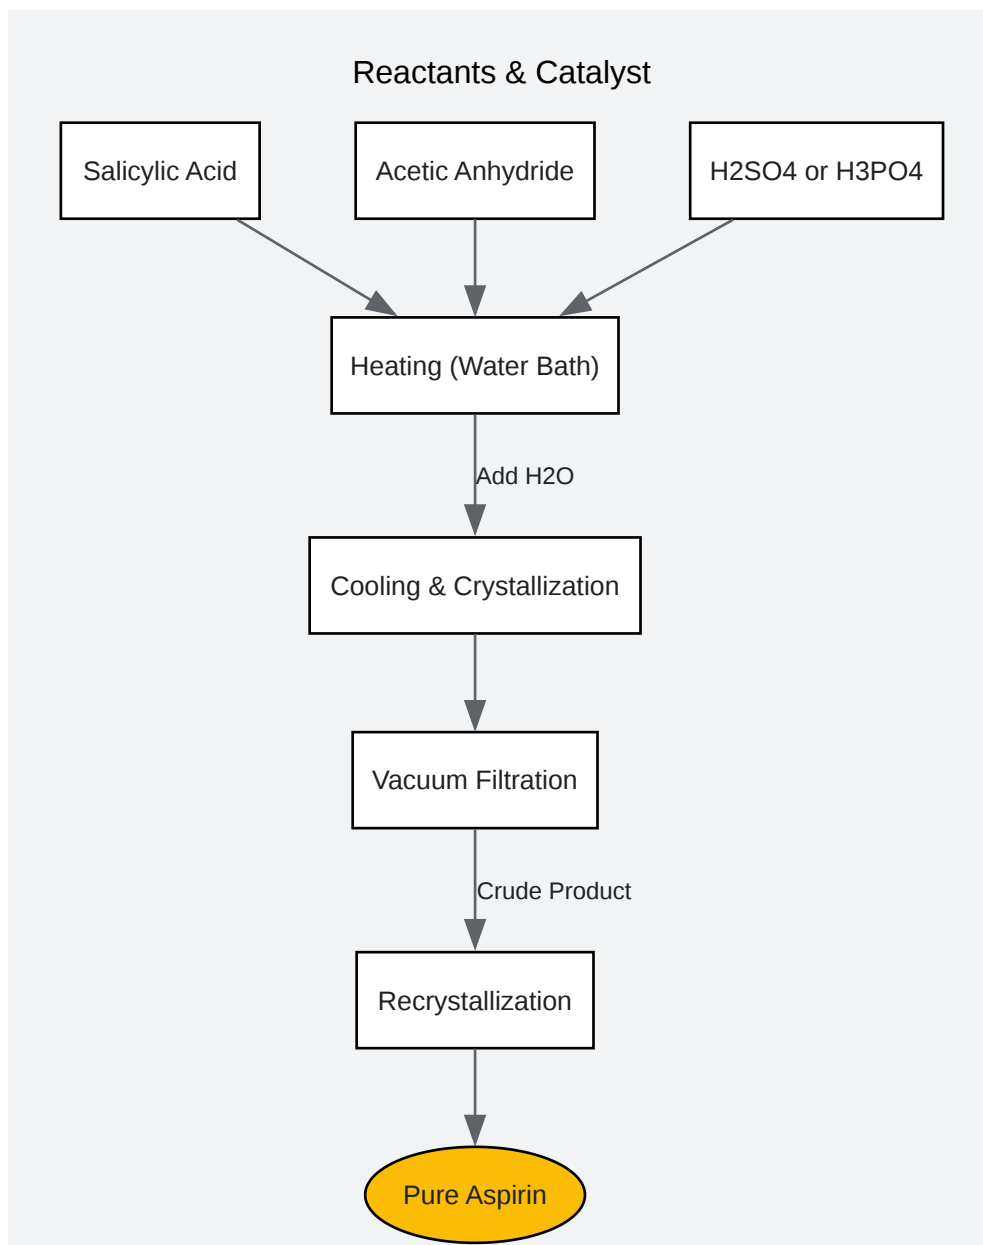 Reactants & Catalyst
Salicylic Acid
Acetic Anhydride
H2SO4 or H3PO4
Heating (Water Bath)
Add H2O
Cooling & Crystallization
Vacuum Filtration
Crude Product
Recrystallization
Pure Aspirin